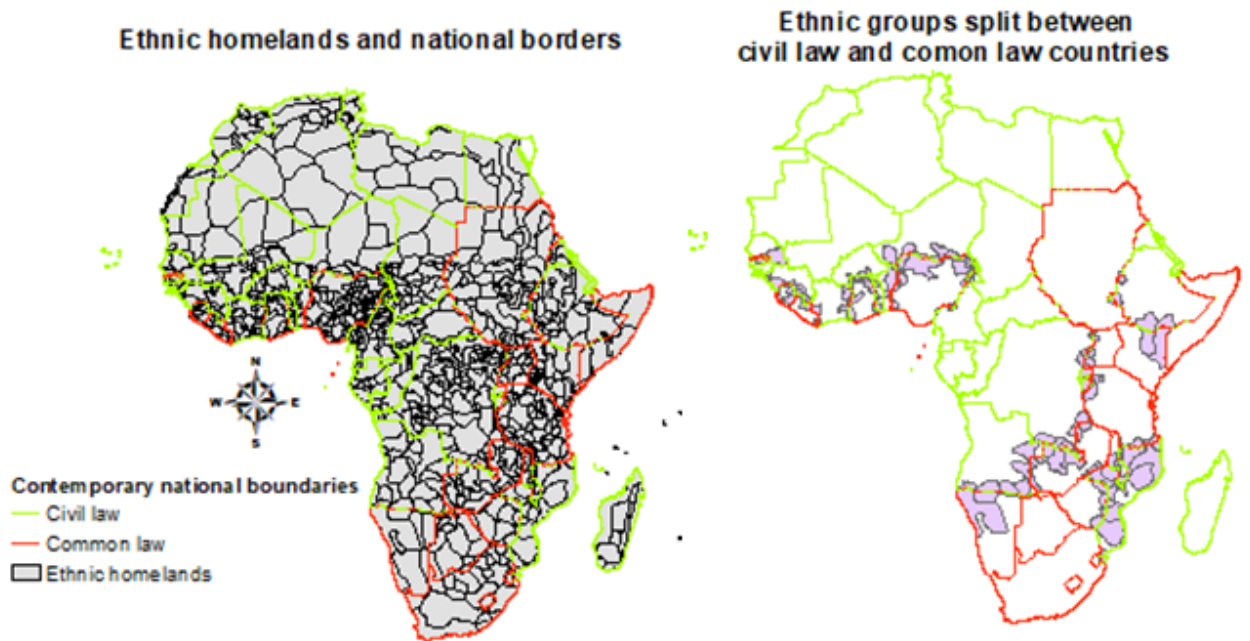 Ethnic homelands and national borders
Ethnic groups split between
civil law and comon law countries
N
W E
S
Contemporary national boundaries
Civil law
Common law
Ethnic homelands